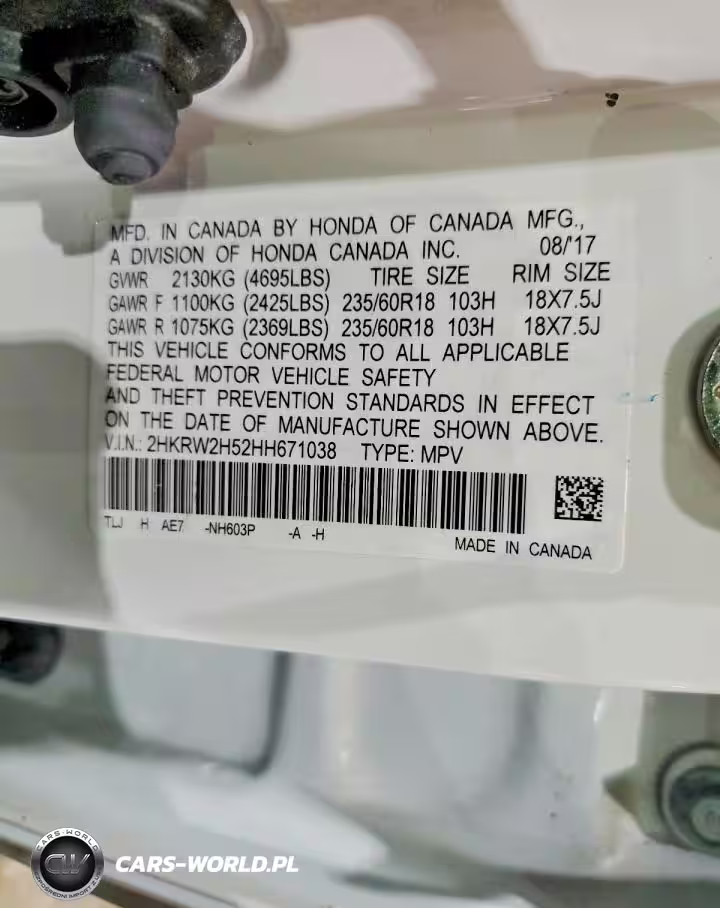 MFD. IN CANADA BY HONDA OF CANADA MFG.,
A DIVISION OF HONDA CANADA INC. 08/'17
GVWR 2130KG (4695LBS) TIRE SIZE RIM SIZE
GAWR F 1100KG (2425LBS) 235/60R18 103H 18X7.5J
GAWR R 1075KG (2369LBS) 235/60R18 103H 18X7.5J
THIS VEHICLE CONFORMS TO ALL APPLICABLE
FEDERAL MOTOR VEHICLE SAFETY
AND THEFT PREVENTION STANDARDS IN EFFECT
ON THE DATE OF MANUFACTURE SHOWN ABOVE.
V.I.N.: 2HKRW2H52HH671038 TYPE: MPV
TLJ H AE7 -NH603P -A -H
MADE IN CANADA
CARS-WORLD
CW
CARS-WORLD.PL